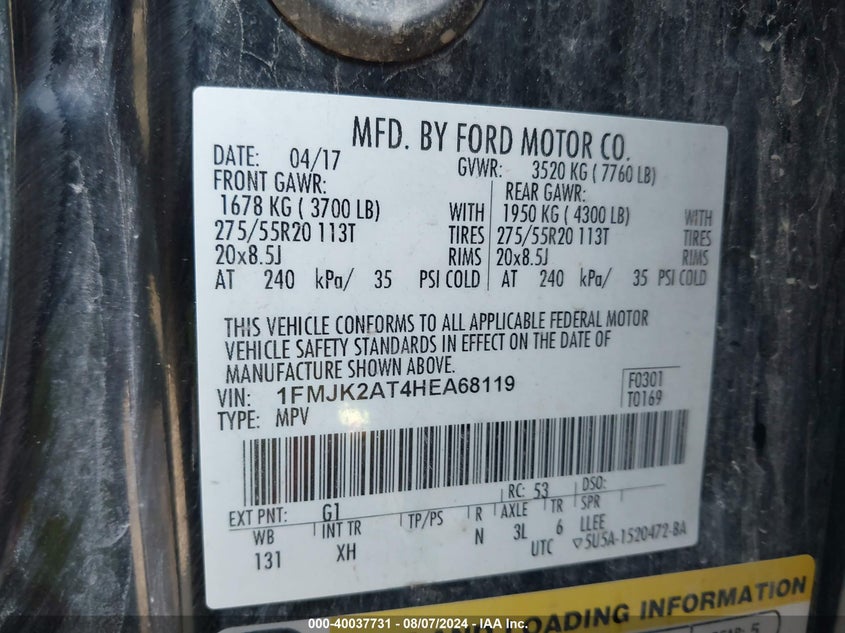 MFD. BY FORD MOTOR CO.
DATE: 04/17 GVWR: 3520 KG ( 7760 LB)
FRONT GAWR: REAR GAWR:
1678 KG ( 3700 LB) WITH 1950 KG ( 4300 LB) WITH
275/55R20 113T TIRES 275/55R20 113T TIRES
20x8.5J RIMS 20x8.5J RIMS
AT 240 kPa/ 35 PSI COLD AT 240 kPa/ 35 PSI COLD
THIS VEHICLE CONFORMS TO ALL APPLICABLE FEDERAL MOTOR
VEHICLE SAFETY STANDARDS IN EFFECT ON THE DATE OF
MANUFACTURE SHOWN ABOVE.
VIN: 1FMJK2AT4HEA68119 F0301
TYPE: MPV T0169
EXT PNT: G1 RC: 53 DSO:
WB INT TR TP/PS R AXLE TR SPR
131 XH N 3L 6 LLEE
UTC ▽5U5A-1520472-BA
AND LOADING INFORMATION
000-40037731 - 08/07/2024 - IAA Inc.